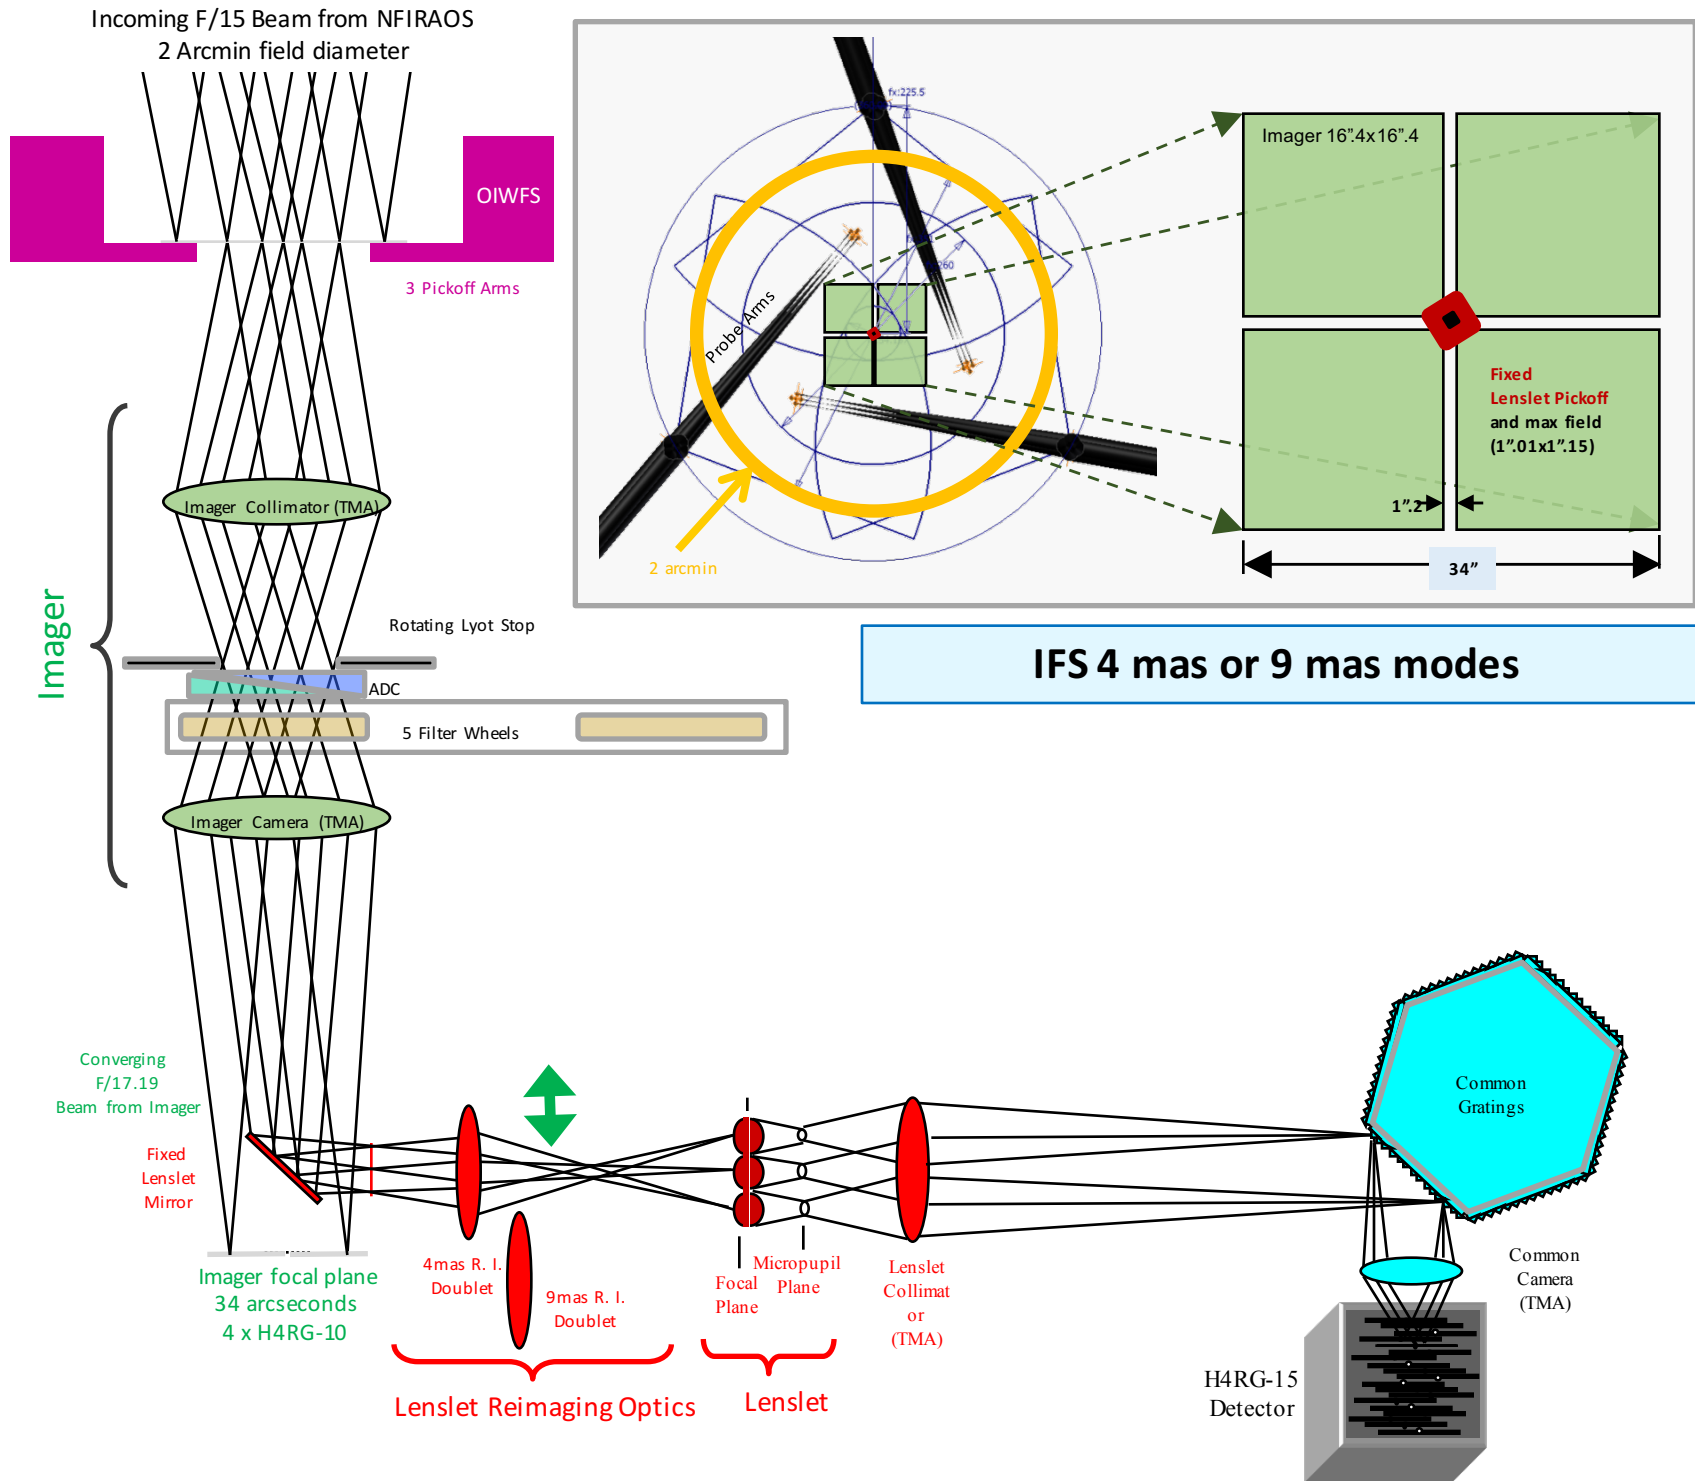 Incoming F/15 Beam from NFIRAOS
2 Arcmin field diameter
OIWFS
3 Pickoff Arms
Imager Collimator (TMA)
Imager
Rotating Lyot Stop
ADC
5 Filter Wheels
Imager Camera (TMA)
fx:225.5
260
Probe Arms
2 arcmin
Imager 16”.4x16”.4
Fixed
Lenslet Pickoff
and max field
(1”.01x1”.15)
1”.2
34”
IFS 4 mas or 9 mas modes
Converging
F/17.19
Beam from Imager
Fixed
Lenslet
Mirror
Imager focal plane
34 arcseconds
4 x H4RG-10
4mas R. I.
Doublet
9mas R. I.
Doublet
Lenslet Reimaging Optics
Focal
Plane
Micropupil
Plane
Lenslet
Lenslet
Collimat
or
(TMA)
Common
Gratings
Common
Camera
(TMA)
H4RG-15
Detector